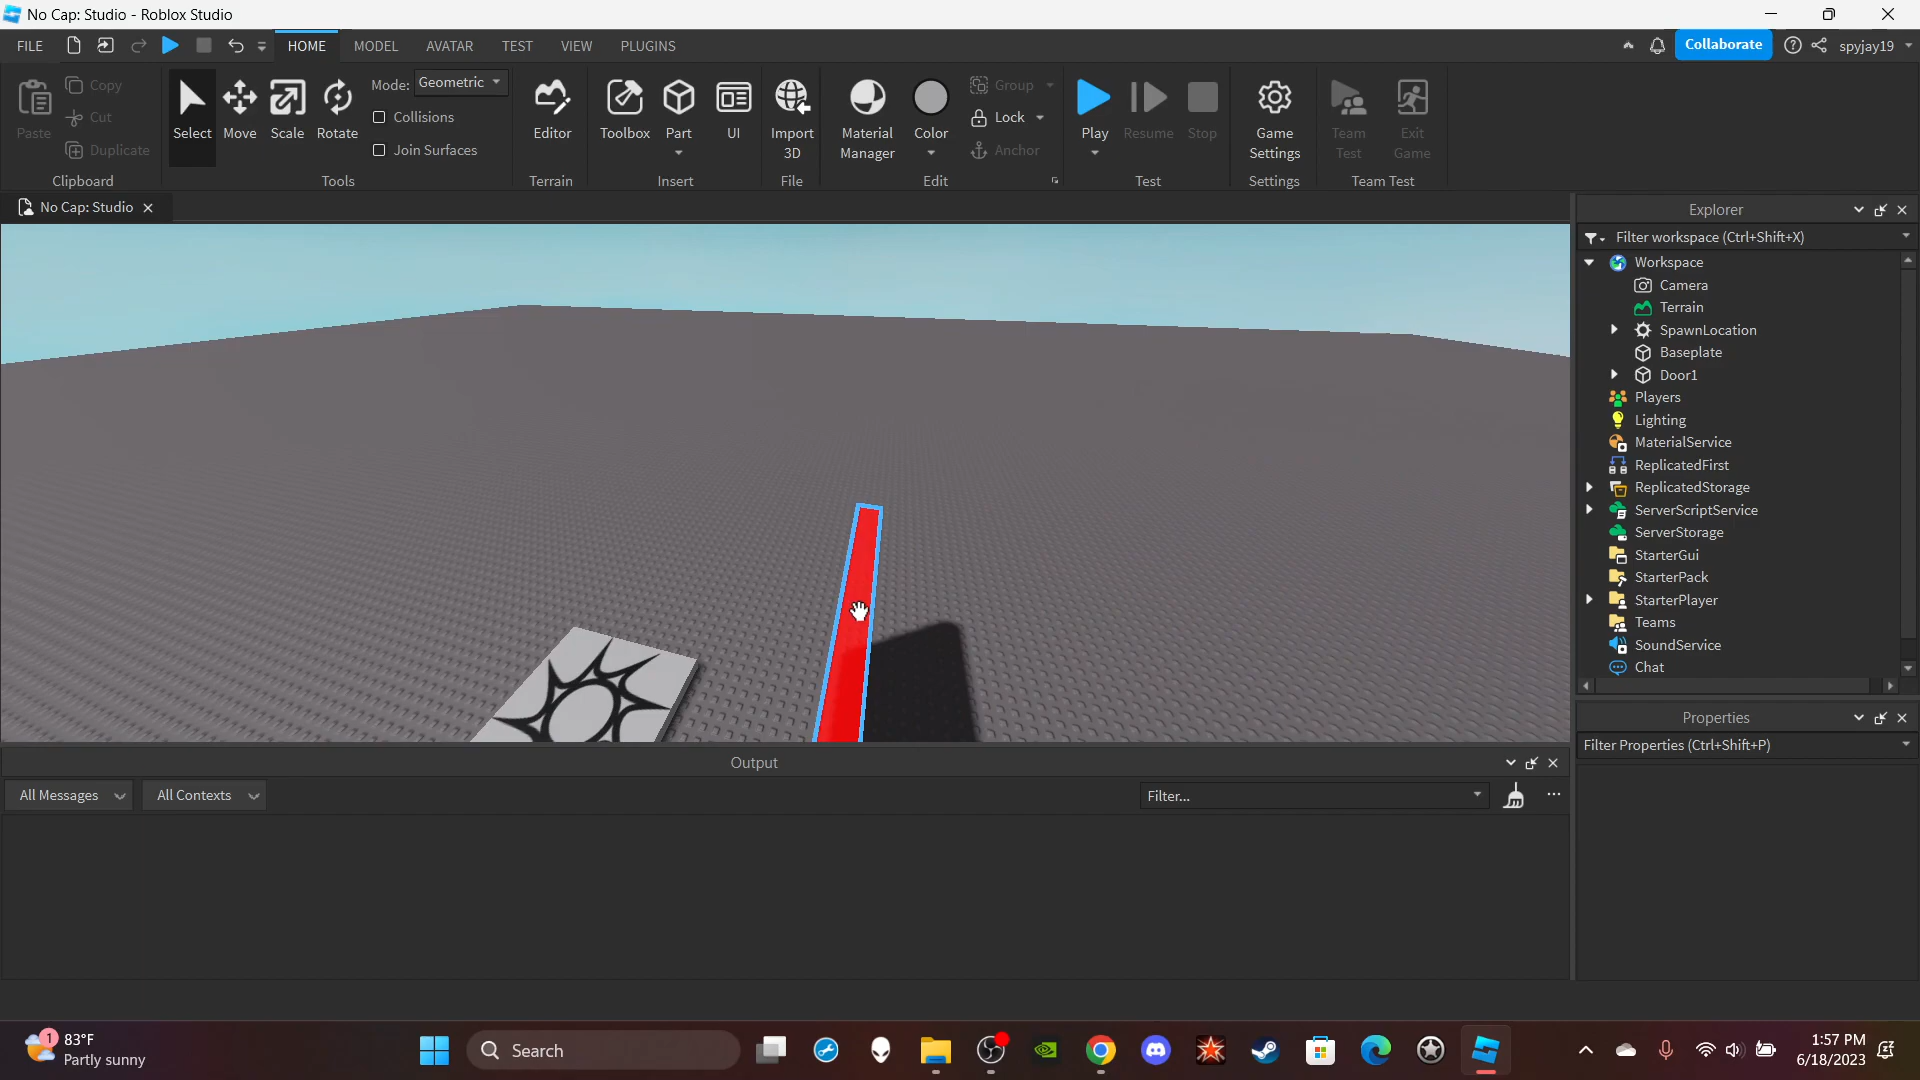 No Cap: Studio - Roblox Studio
FILE
HOME
MODEL
AVATAR
TEST
VIEW
PLUGINS
Collaborate
spyjay19
Paste
Copy
Cut
Duplicate
Clipboard
Select
Move
Scale
Rotate
Mode:
Geometric
Collisions
Join Surfaces
Tools
Editor
Terrain
Toolbox
Part
UI
Insert
Import
3D
File
Material
Manager
Color
Group
Lock
Anchor
Edit
Play
Resume
Stop
Test
Game
Settings
Settings
Team
Test
Exit
Game
Team Test
No Cap: Studio
Explorer
Filter workspace (Ctrl+Shift+X)
Workspace
Camera
Terrain
SpawnLocation
Baseplate
Door1
Players
Lighting
MaterialService
ReplicatedFirst
ReplicatedStorage
ServerScriptService
ServerStorage
StarterGui
StarterPack
StarterPlayer
Teams
SoundService
Chat
Properties
Filter Properties (Ctrl+Shift+P)
Output
All Messages
All Contexts
Filter...
1
83°F
Partly sunny
Search
1:57 PM
6/18/2023